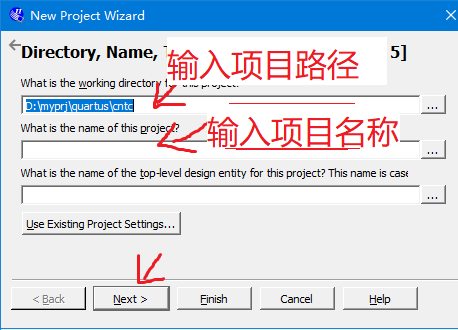 New Project Wizard
Directory, Name, T 5]
输入项目路径
What is the working directory for this project?
D:\myprj\quartus\cntc
...
What is the name of this project?
输入项目名称
...
What is the name of the top-level design entity for this project? This name is case
...
Use Existing Project Settings...
< Back
Next >
Finish
Cancel
Help